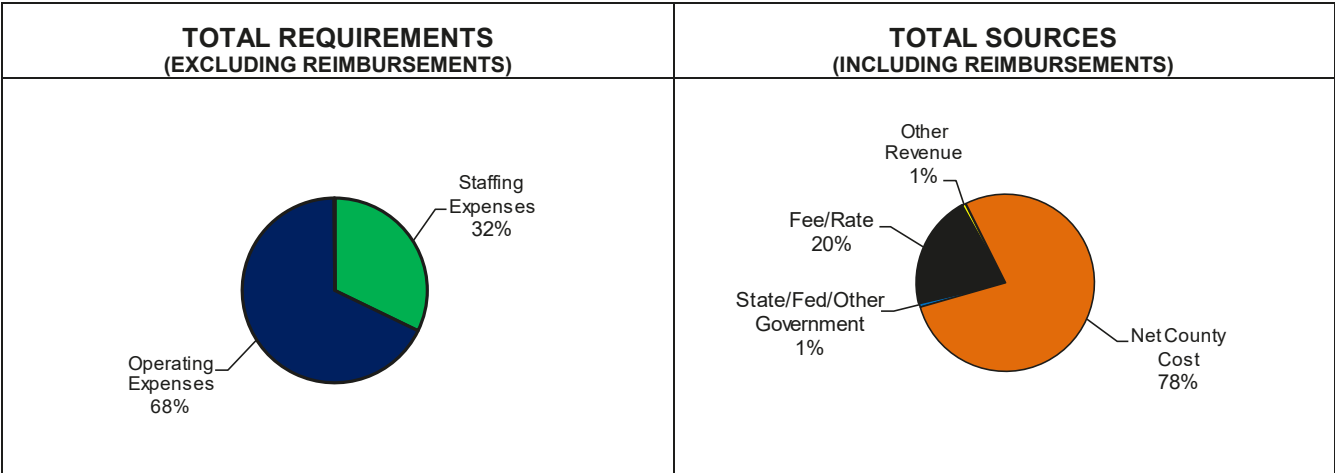 TOTAL REQUIREMENTS
(EXCLUDING REIMBURSEMENTS)
Staffing
Expenses
32%
Operating
Expenses
68%
TOTAL SOURCES
(INCLUDING REIMBURSEMENTS)
Other
Revenue
1%
Fee/Rate
20%
State/Fed/Other
Government
1%
Net County
Cost
78%